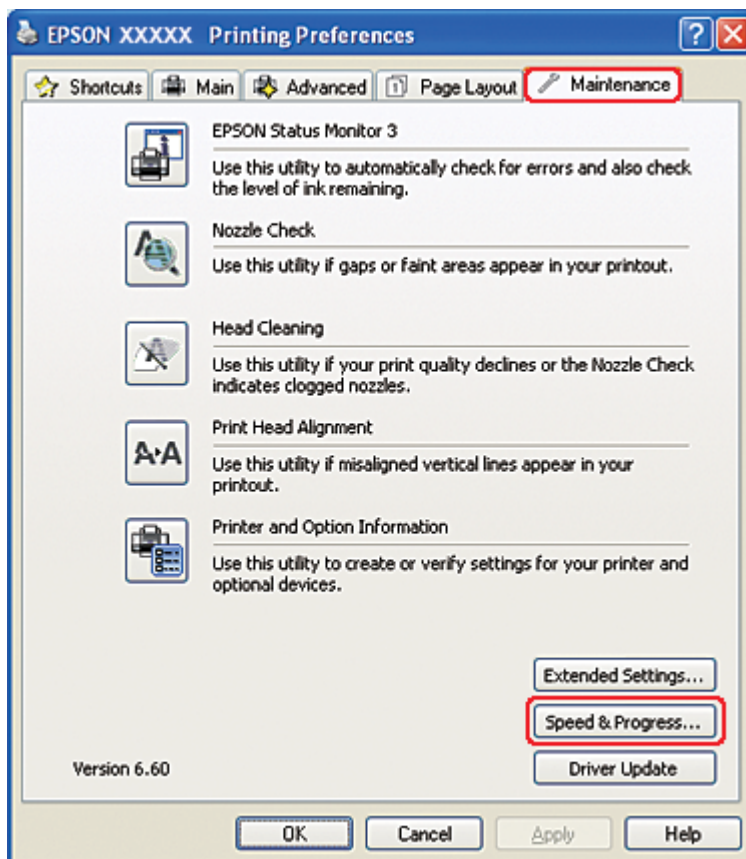 EPSON XXXXX Printing Preferences
Shortcuts Main Advanced Page Layout Maintenance
EPSON Status Monitor 3
Use this utility to automatically check for errors and also check
the level of ink remaining.
Nozzle Check
Use this utility if gaps or faint areas appear in your printout.
Head Cleaning
Use this utility if your print quality declines or the Nozzle Check
indicates clogged nozzles.
Print Head Alignment
Use this utility if misaligned vertical lines appear in your
printout.
Printer and Option Information
Use this utility to create or verify settings for your printer and
optional devices.
Extended Settings...
Speed & Progress...
Version 6.60
Driver Update
OK Cancel Apply Help